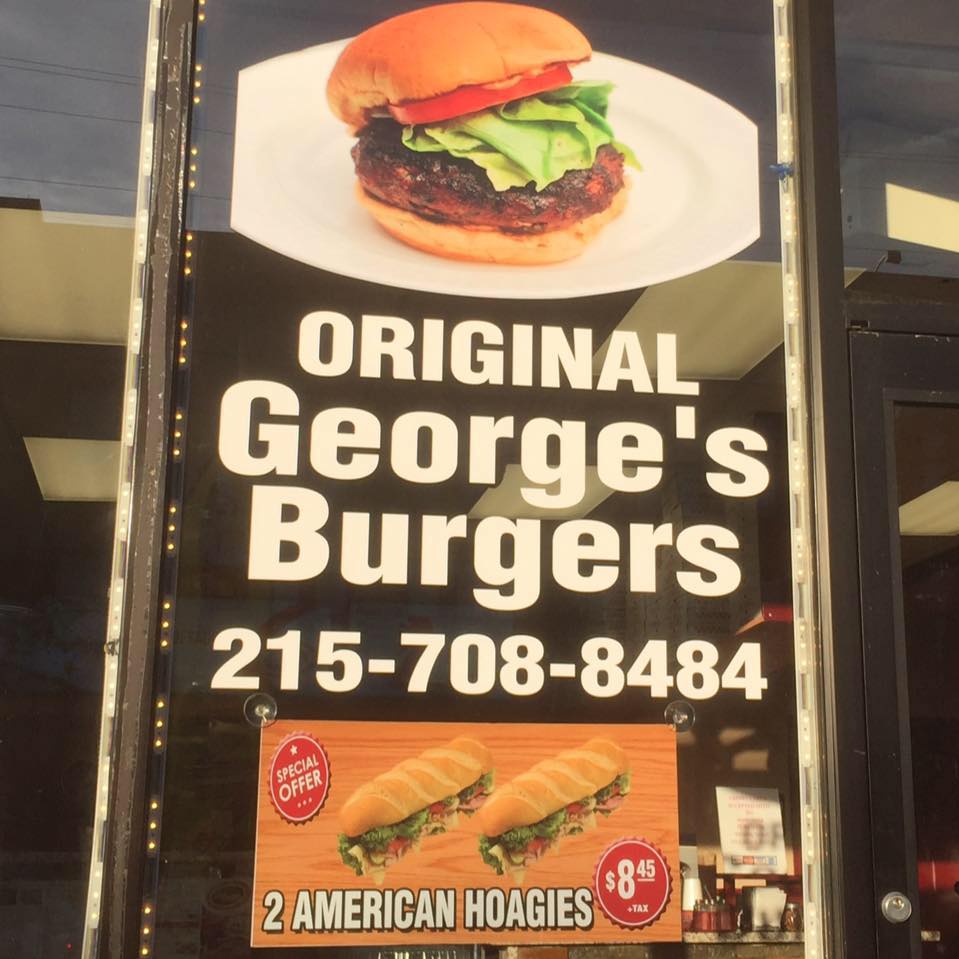 ORIGINAL
George's
Burgers
215-708-8484
SPECIAL
OFFER
2 AMERICAN HOAGIES
$8.45
+TAX